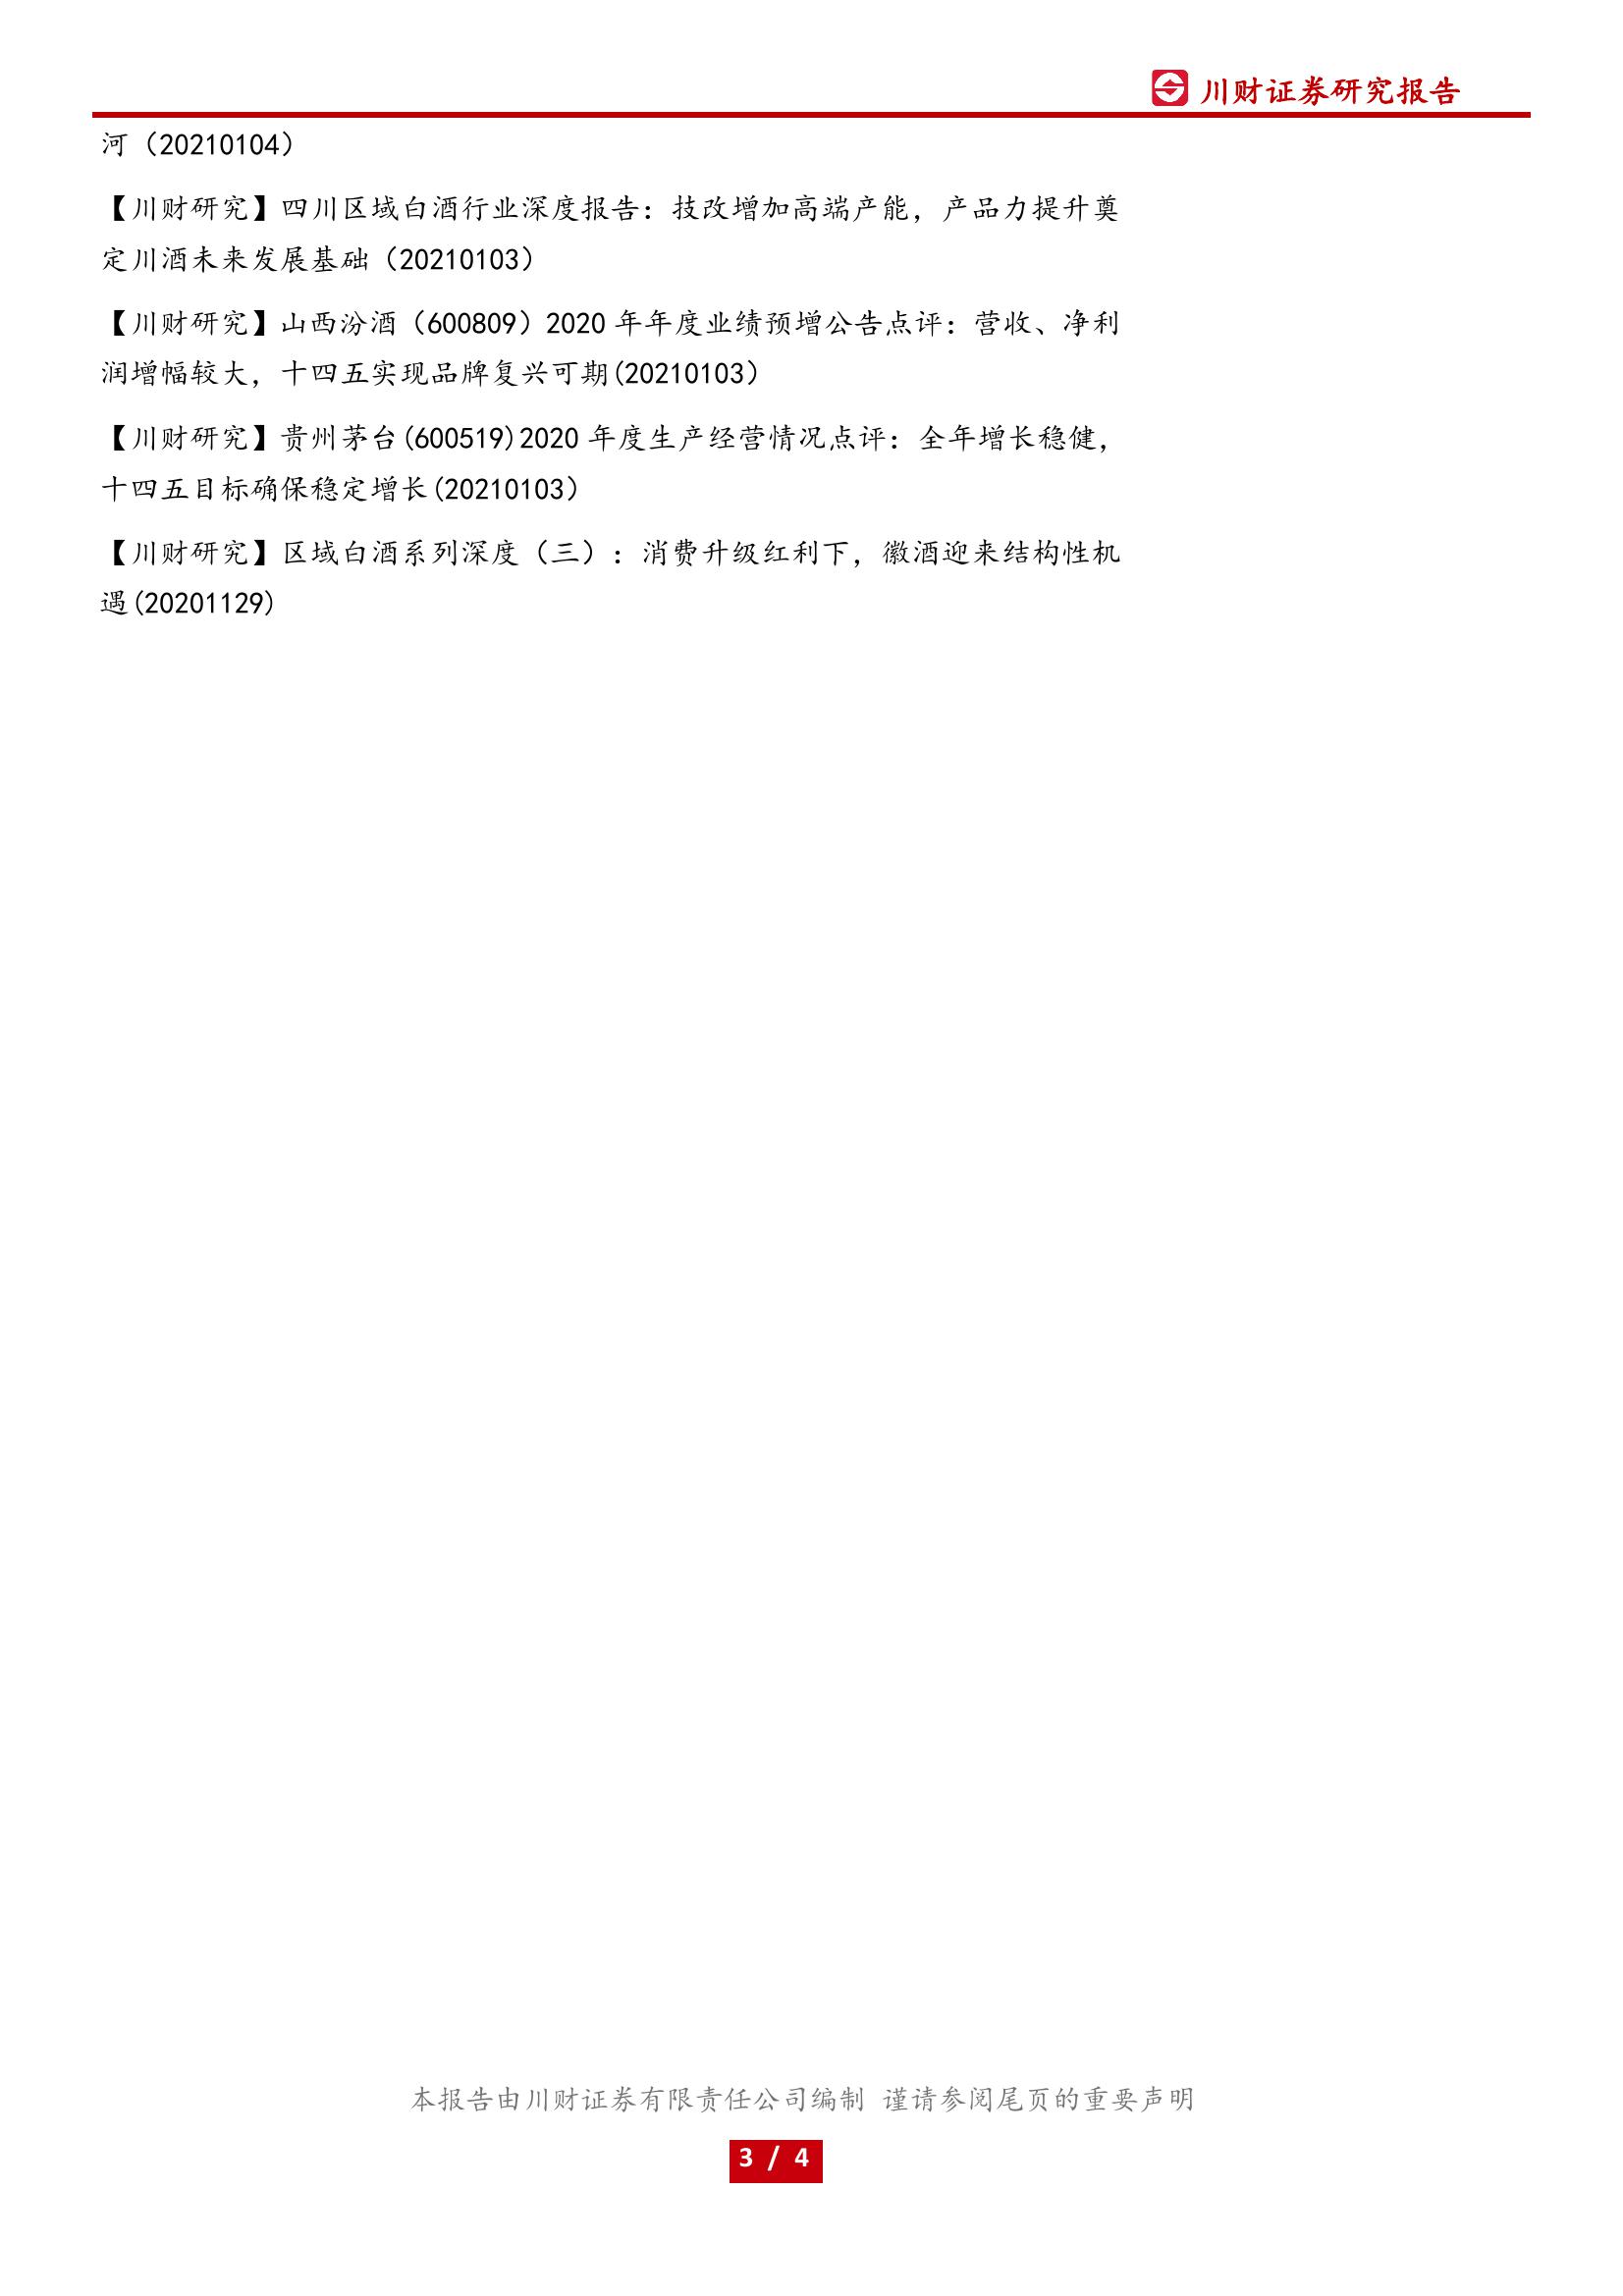 川财证券研究报告
河（20210104）
【川财研究】四川区域白酒行业深度报告：技改增加高端产能，产品力提升奠
定川酒未来发展基础（20210103）
【川财研究】山西汾酒（600809）2020 年年度业绩预增公告点评：营收、净利
润增幅较大，十四五实现品牌复兴可期(20210103）
【川财研究】贵州茅台(600519)2020 年度生产经营情况点评：全年增长稳健，
十四五目标确保稳定增长(20210103）
【川财研究】区域白酒系列深度（三）：消费升级红利下，徽酒迎来结构性机
遇(20201129)
本报告由川财证券有限责任公司编制 谨请参阅尾页的重要声明
3 / 4